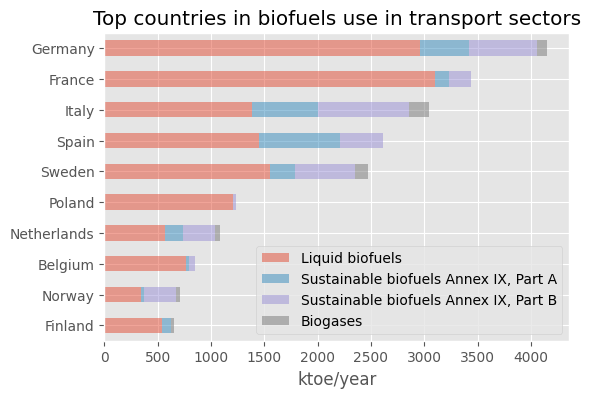 Top countries in biofuels use in transport sectors
Germany
France
Italy
Spain
Sweden
Poland
Netherlands
Belgium
Norway
Finland
Liquid biofuels
Sustainable biofuels Annex IX, Part A
Sustainable biofuels Annex IX, Part B
Biogases
0 500 1000 1500 2000 2500 3000 3500 4000
ktoe/year